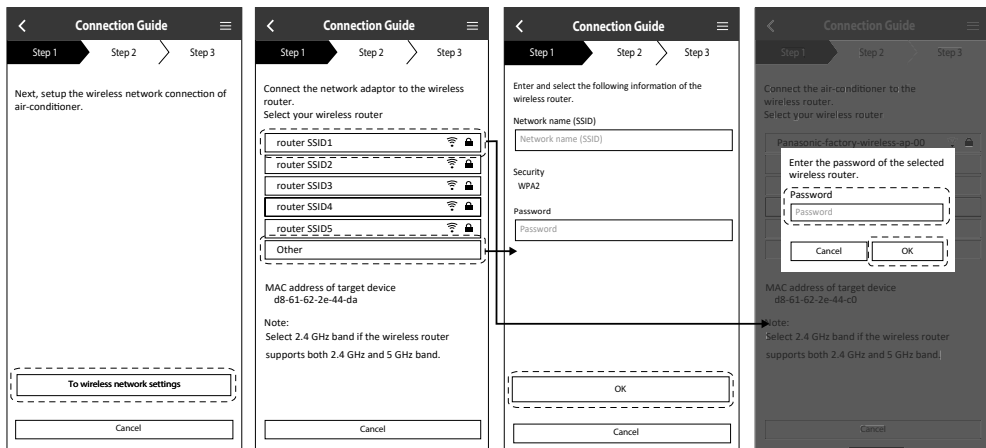 Connection Guide
Step 1 Step 2 Step 3
Next, setup the wireless network connection of
air-conditioner.
To wireless network settings
Cancel
Connection Guide
Step 1 Step 2 Step 3
Connect the network adaptor to the wireless
router.
Select your wireless router
router SSID1
router SSID2
router SSID3
router SSID4
router SSID5
Other
MAC address of target device
d8-61-62-2e-44-da
Note:
Select 2.4 GHz band if the wireless router
supports both 2.4 GHz and 5 GHz band.
Cancel
Connection Guide
Step 1 Step 2 Step 3
Enter and select the following information of the
wireless router.
Network name (SSID)
Network name (SSID)
Security
WPA2
Password
Password
OK
Cancel
Connection Guide
Step 1 Step 2 Step 3
Connect the air-conditioner to the
wireless router.
Select your wireless router
Panasonic-factory-wireless-ap-00
Enter the password of the selected
wireless router.
Password
Password
Cancel OK
MAC address of target device
d8-61-62-2e-44-c0
Note:
Select 2.4 GHz band if the wireless router
supports both 2.4 GHz and 5 GHz band.
Cancel